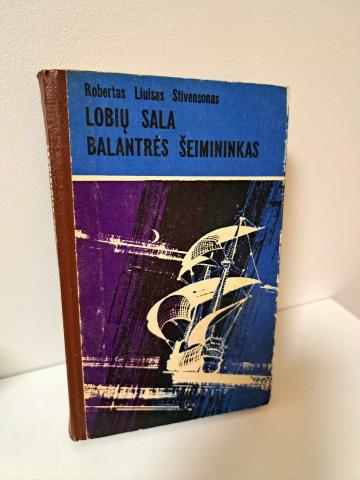 Robertas Liuisas Stivensonas
LOBIŲ SALA
BALANTRĖS ŠEIMININKAS